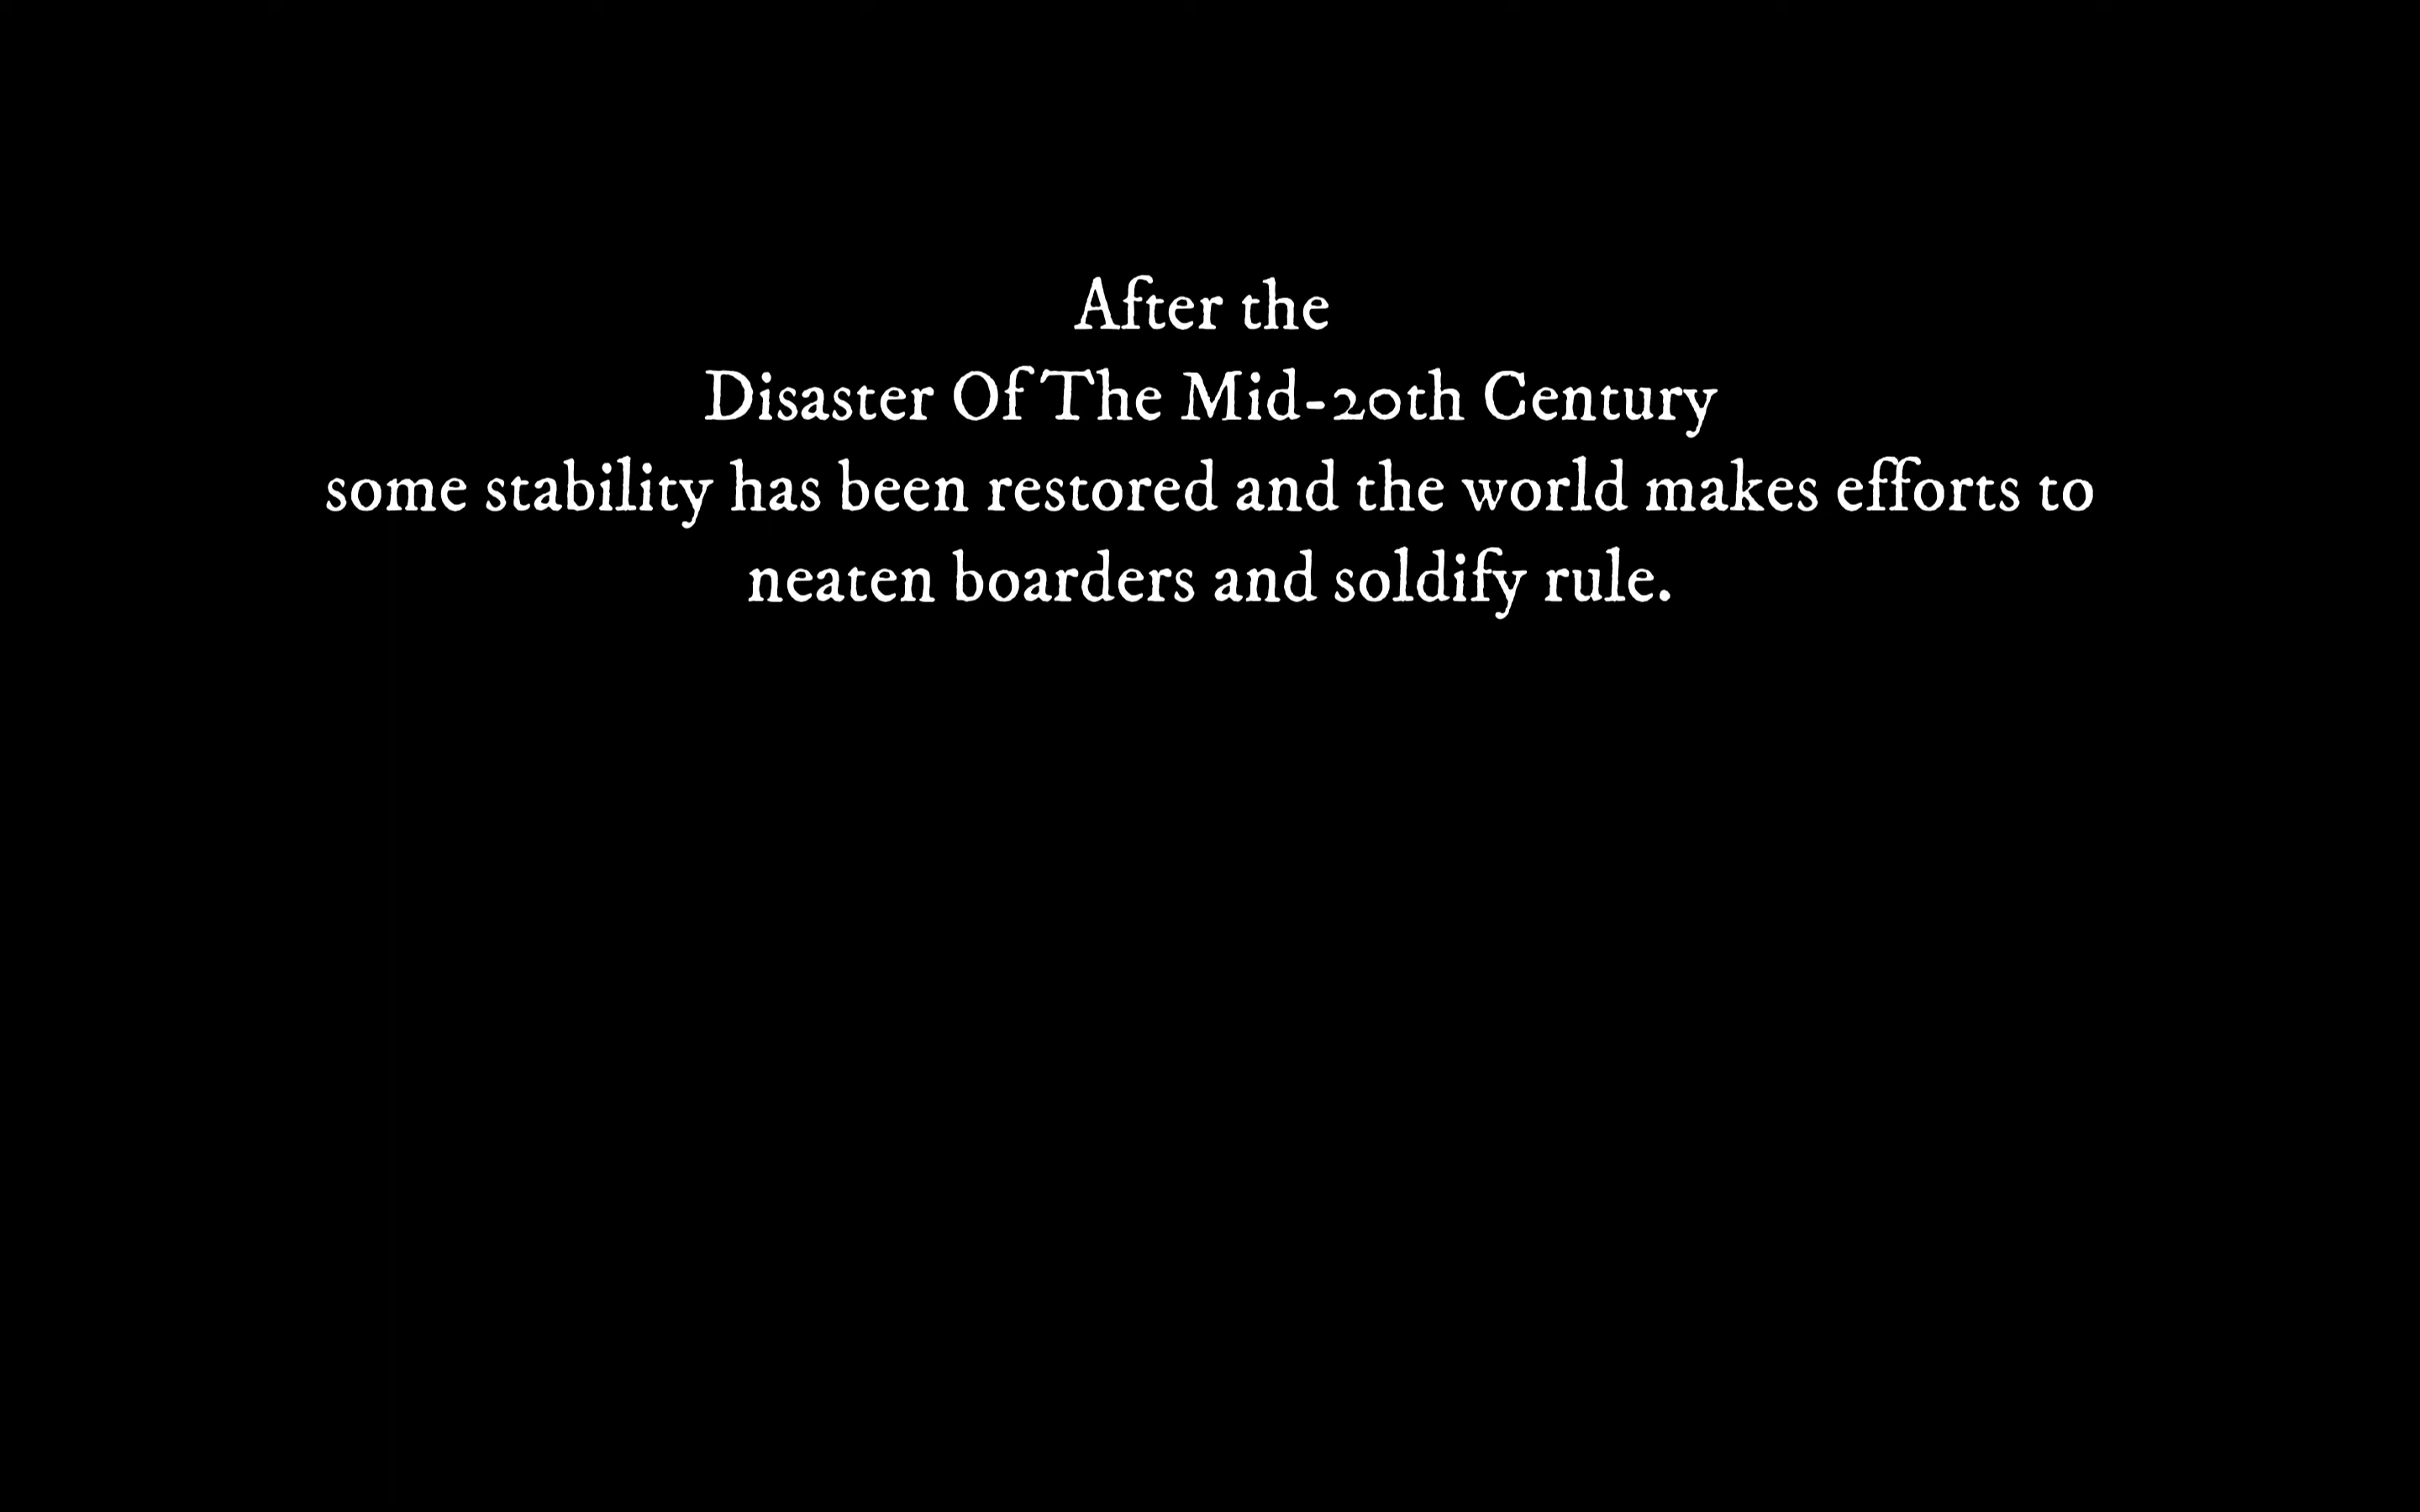 After the
Disaster Of The Mid-20th Century
some stability has been restored and the world makes efforts to
neaten boarders and soldify rule.